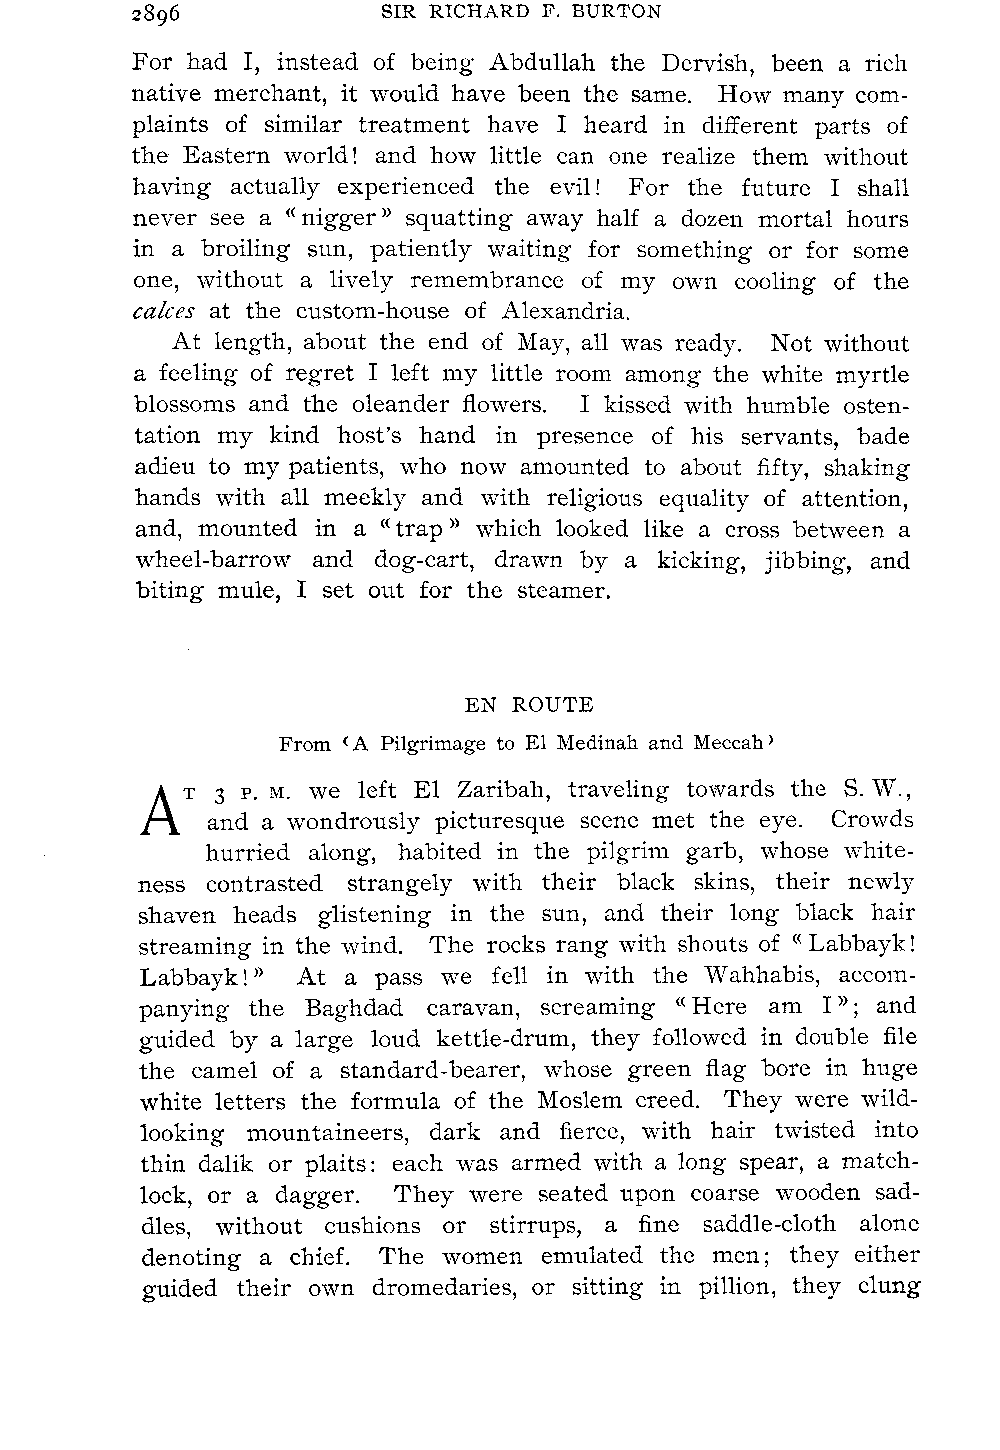 2896 SIR RICHARD F. BURTON
For had I, instead of being Abdullah the Dervish, been a rich
native merchant, it would have been the same. How many com-
plaints of similar treatment have I heard in different parts of
the Eastern world! and how little can one realize them without
having actually experienced the evil! For the future I shall
never see a «nigger» squatting away half a dozen mortal hours
in a broiling sun, patiently waiting for something or for some
one, without a lively remembrance of my own cooling of the
calces at the custom-house of Alexandria.
At length, about the end of May, all was ready. Not without
a feeling of regret I left my little room among the white myrtle
blossoms and the oleander flowers. I kissed with humble osten-
tation my kind host's hand in presence of his servants, bade
adieu to my patients, who now amounted to about fifty, shaking
hands with all meekly and with religious equality of attention,
and, mounted in a «trap» which looked like a cross between a
wheel-barrow and dog-cart, drawn by a kicking, jibbing, and
biting mule, I set out for the steamer.
EN ROUTE
From ‹A Pilgrimage to El Medinah and Meccah›
AT 3 P. M. we left El Zaribah, traveling towards the S. W.,
and a wondrously picturesque scene met the eye. Crowds
hurried along, habited in the pilgrim garb, whose white-
ness contrasted strangely with their black skins, their newly
shaven heads glistening in the sun, and their long black hair
streaming in the wind. The rocks rang with shouts of «Labbayk!
Labbayk!» At a pass we fell in with the Wahhabis, accom-
panying the Baghdad caravan, screaming «Here am I»; and
guided by a large loud kettle-drum, they followed in double file
the camel of a standard-bearer, whose green flag bore in huge
white letters the formula of the Moslem creed. They were wild-
looking mountaineers, dark and fierce, with hair twisted into
thin dalik or plaits: each was armed with a long spear, a match-
lock, or a dagger. They were seated upon coarse wooden sad-
dles, without cushions or stirrups, a fine saddle-cloth alone
denoting a chief. The women emulated the men; they either
guided their own dromedaries, or sitting in pillion, they clung